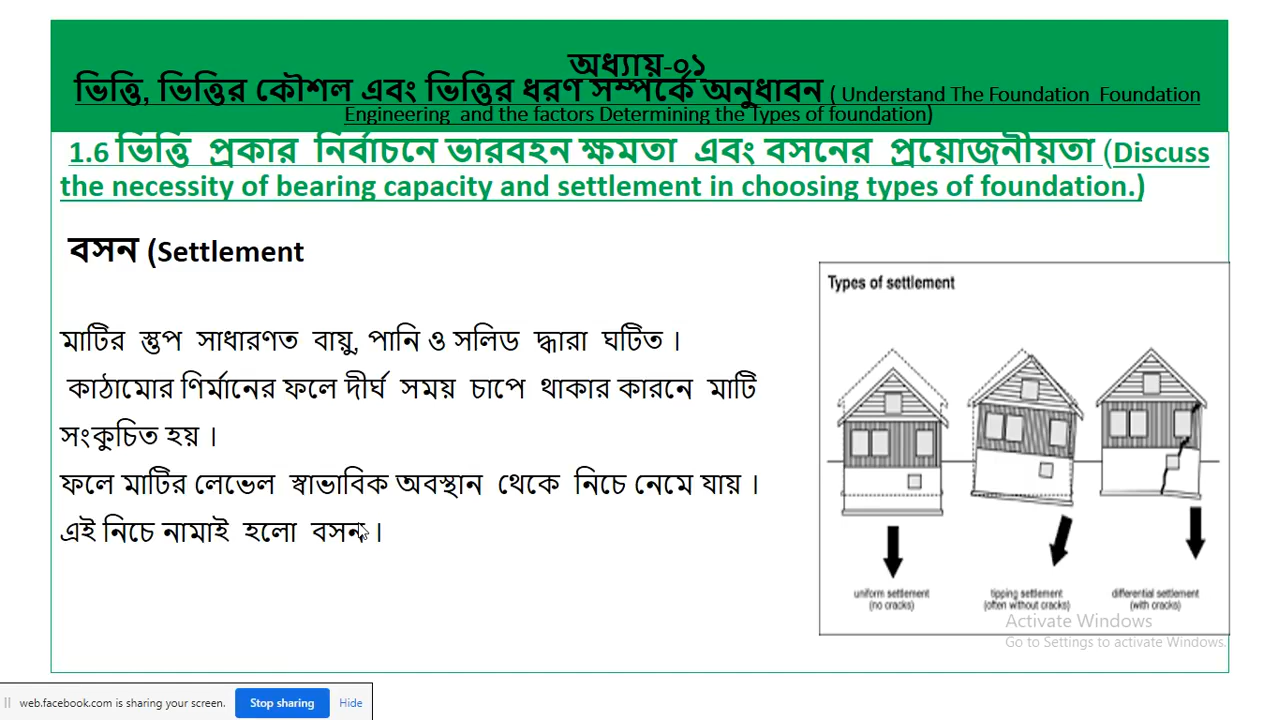 অধ্যায়-০১
ভিত্তি, ভিত্তির কৌশল এবং ভিত্তির ধরণ সম্পর্কে অনুধাবন ( Understand The Foundation Foundation
Engineering and the factors Determining the Types of foundation)
1.6 ভিত্তি প্রকার নির্বাচনে ভারবহন ক্ষমতা এবং বসনের প্রয়োজনীয়তা (Discuss
the necessity of bearing capacity and settlement in choosing types of foundation.)
বসন (Settlement
মাটির স্তুপ সাধারণত বায়ু, পানি ও সলিড দ্ধারা ঘটিত ।
কাঠামোর ণির্মানের ফলে দীর্ঘ সময় চাপে থাকার কারনে মাটি
সংকুচিত হয় ।
ফলে মাটির লেভেল স্বাভাবিক অবস্থান থেকে নিচে নেমে যায় ।
এই নিচে নামাই হলো বসন ।
Types of settlement
uniform settlement
(no cracks)
tipping settlement
(often without cracks)
differential settlement
(with cracks)
Activate Windows
Go to Settings to activate Windows.
web.facebook.com is sharing your screen.
Stop sharing
Hide